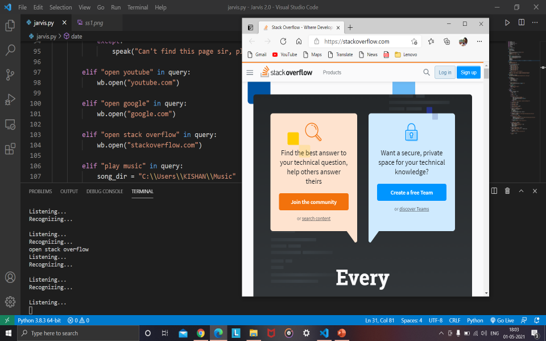 File Edit Selection View Go Run Terminal Help
jarvis.py - Jarvis 2.0 - Visual Studio Code
jarvis.py
ss1.png
jarvis.py > date
95 speak("Can't find this page sir, p
96
97 elif "open youtube" in query:
98 wb.open("youtube.com")
99
100 elif "open google" in query:
101 wb.open("google.com")
102
103 elif "open stack overflow" in query:
104 wb.open("stackoverflow.com")
105
106 elif "play music" in query:
107 song_dir = "C:\\Users\\KISHAN\\Music"
PROBLEMS OUTPUT DEBUG CONSOLE TERMINAL
Listening...
Recognizing...
Listening...
Recognizing...
open stack overflow
Listening...
Recognizing...
Listening...
Recognizing...
Listening...
Stack Overflow - Where Develo
https://stackoverflow.com
Gmail YouTube Maps Translate News Lenovo
stackoverflow Products Log in Sign up
Find the best answer to
your technical question,
help others answer
theirs
Join the community
or search content
Want a secure, private
space for your technical
knowledge?
Create a free Team
or discover Teams
Every
Python 3.8.3 64-bit 0 0 Ln 31, Col 81 Spaces: 4 UTF-8 CRLF Python Go Live
Type here to search
ENG
18:03
01-05-2021